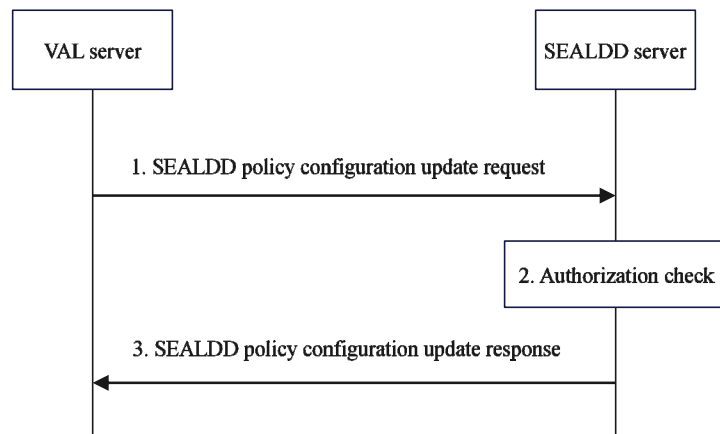 VAL server
SEALDD server
1. SEALDD policy configuration update request
2. Authorization check
3. SEALDD policy configuration update response